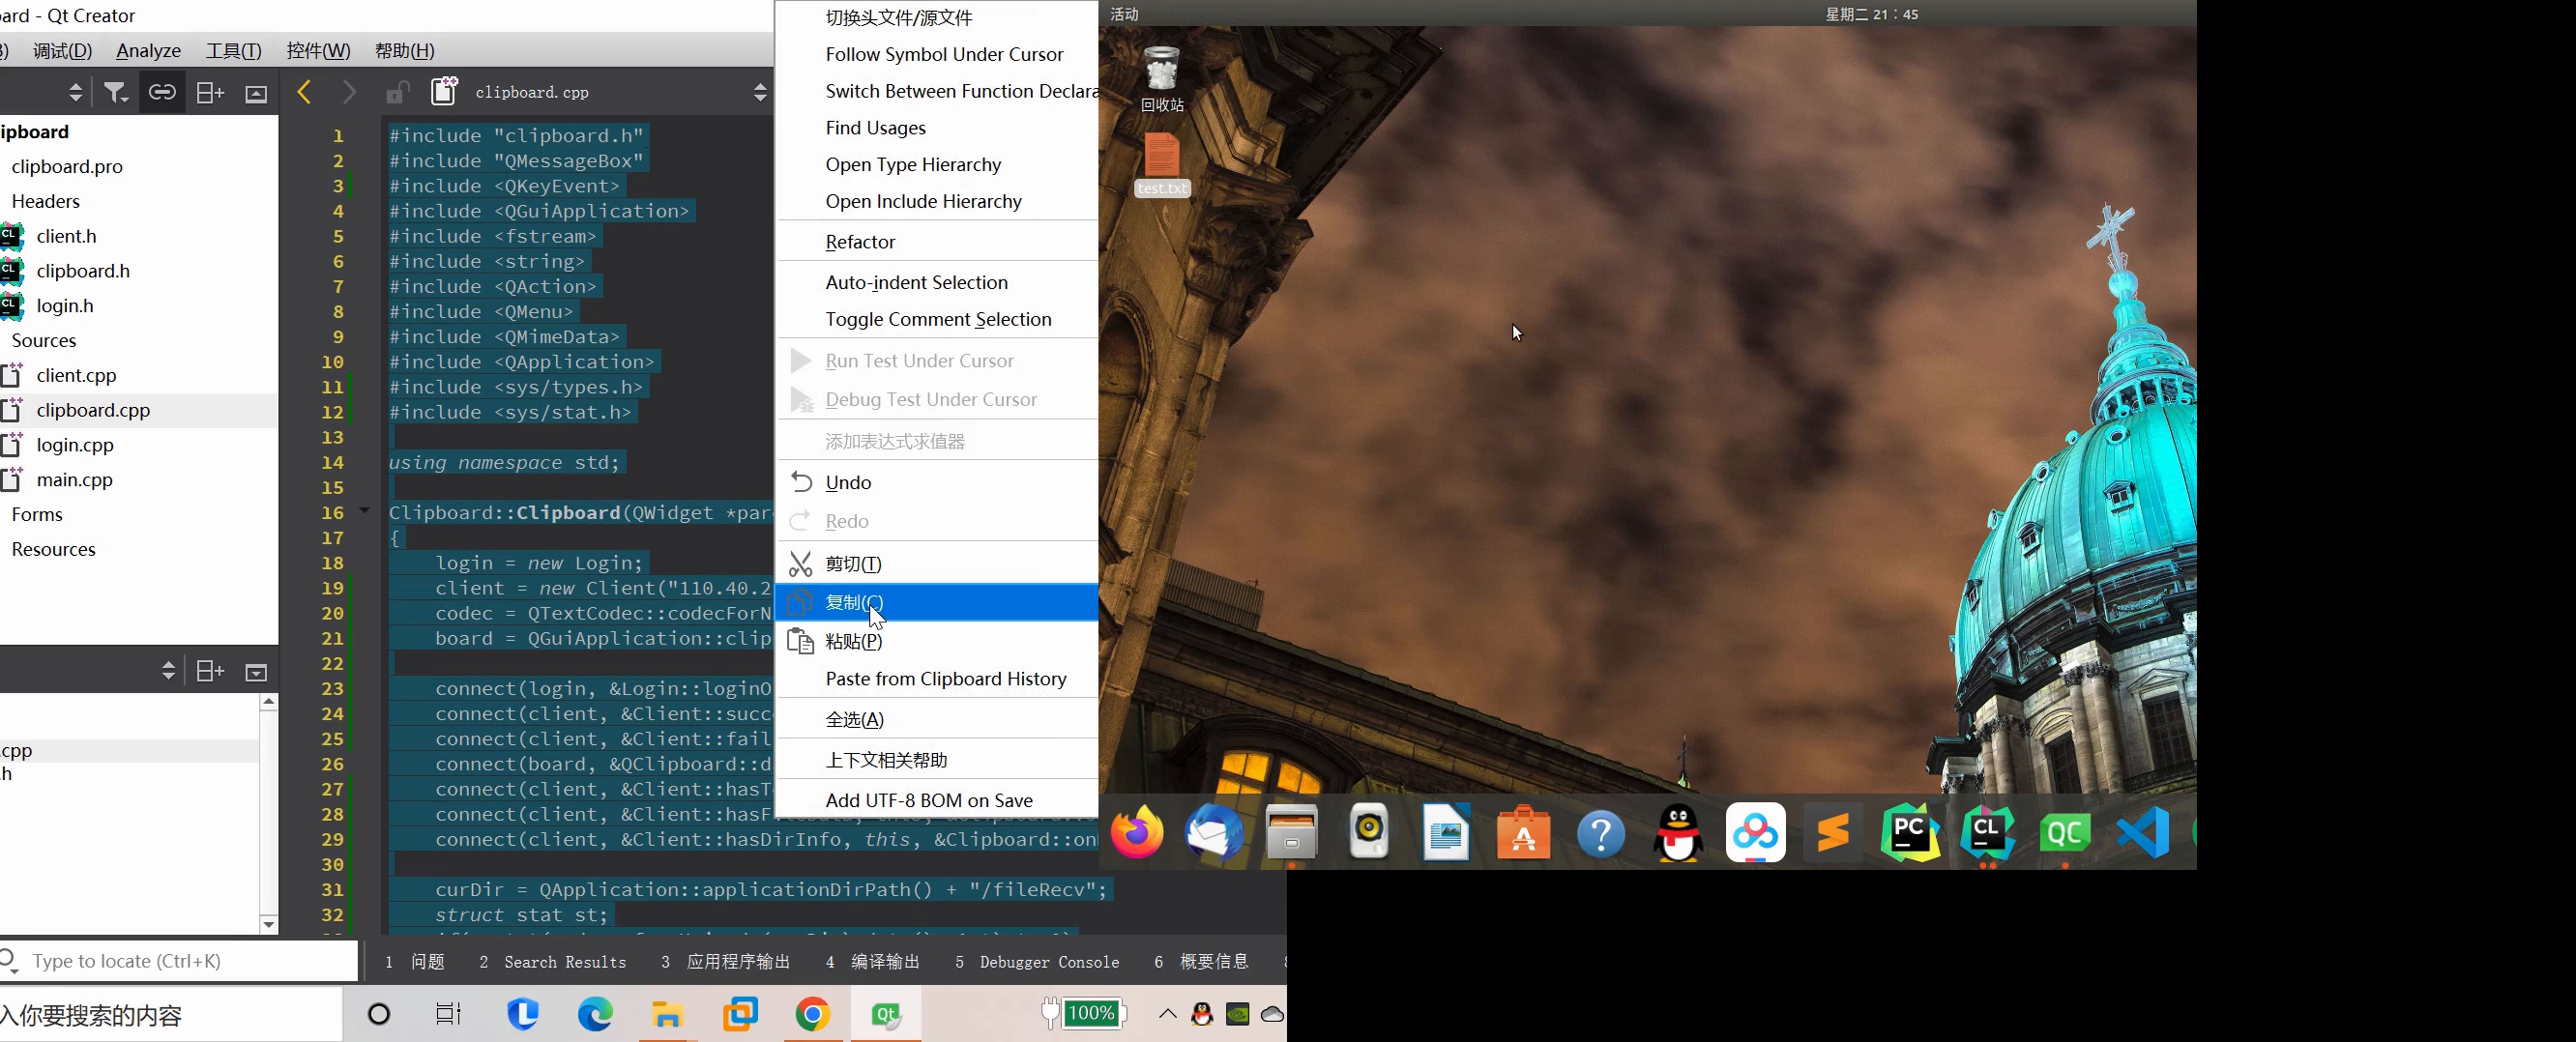 ard - Qt Creator
调试(D) Analyze 工具(T) 控件(W) 帮助(H)
clipboard.cpp
ipboard
clipboard.pro
Headers
client.h
clipboard.h
login.h
Sources
client.cpp
clipboard.cpp
login.cpp
main.cpp
Forms
Resources
.cpp
.h
1 #include "clipboard.h"
2 #include "QMessageBox"
3 #include <QKeyEvent>
4 #include <QGuiApplication>
5 #include <fstream>
6 #include <string>
7 #include <QAction>
8 #include <QMenu>
9 #include <QMimeData>
10 #include <QApplication>
11 #include <sys/types.h>
12 #include <sys/stat.h>
13
14 using namespace std;
15
16 Clipboard::Clipboard(QWidget *par
17 {
18 login = new Login;
19 client = new Client("110.40.2
20 codec = QTextCodec::codecForN
21 board = QGuiApplication::clip
22
23 connect(login, &Login::loginO
24 connect(client, &Client::succ
25 connect(client, &Client::fail
26 connect(board, &QClipboard::d
27 connect(client, &Client::hasT
28 connect(client, &Client::hasF
29 connect(client, &Client::hasDirInfo, this, &Clipboard::on
30
31 curDir = QApplication::applicationDirPath() + "/fileRecv";
32 struct stat st;
切换头文件/源文件
Follow Symbol Under Cursor
Switch Between Function Declara
Find Usages
Open Type Hierarchy
Open Include Hierarchy
Refactor
Auto-indent Selection
Toggle Comment Selection
Run Test Under Cursor
Debug Test Under Cursor
添加表达式求值器
Undo
Redo
剪切(T)
复制(C)
粘贴(P)
Paste from Clipboard History
全选(A)
上下文相关帮助
Add UTF-8 BOM on Save
Type to locate (Ctrl+K)
1 问题 2 Search Results 3 应用程序输出 4 编译输出 5 Debugger Console 6 概要信息
入你要搜索的内容
Qt
100%
活动
星期二 21：45
回收站
test.txt
PC
CL
QC